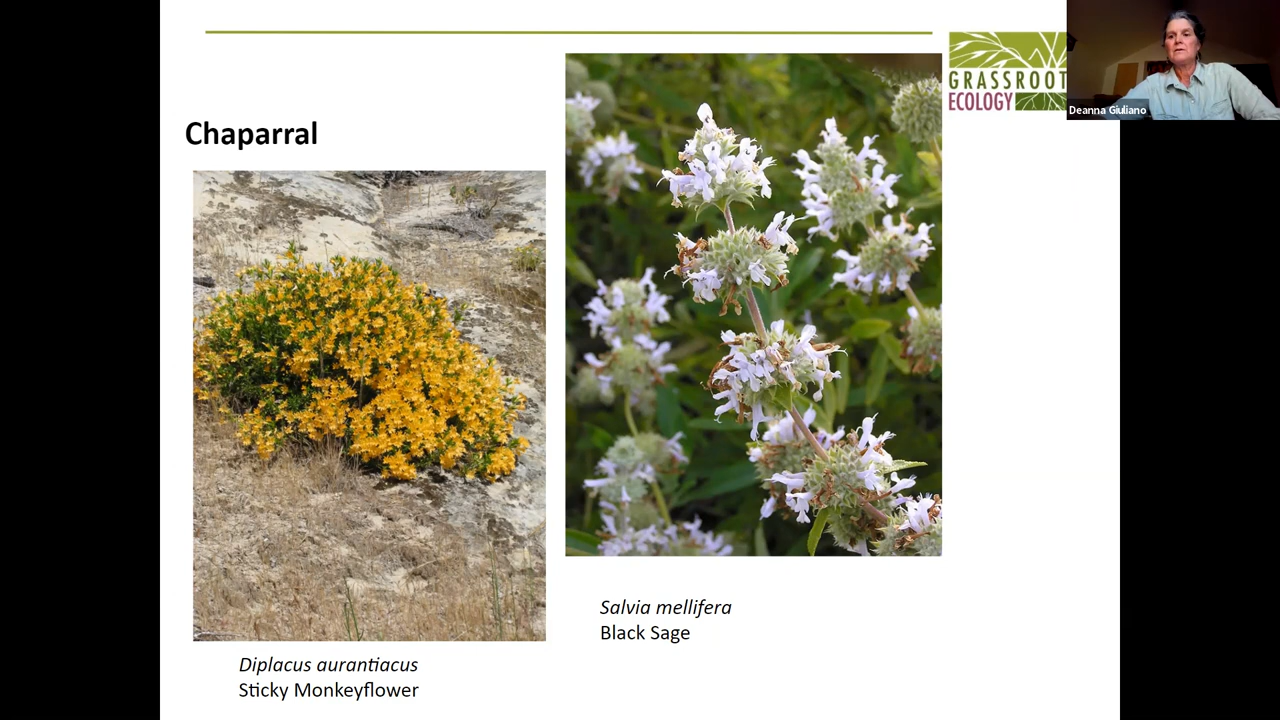 GRASSROOT
ECOLOGY
Deanna Giuliano
Chaparral
Salvia mellifera
Black Sage
Diplacus aurantiacus
Sticky Monkeyflower